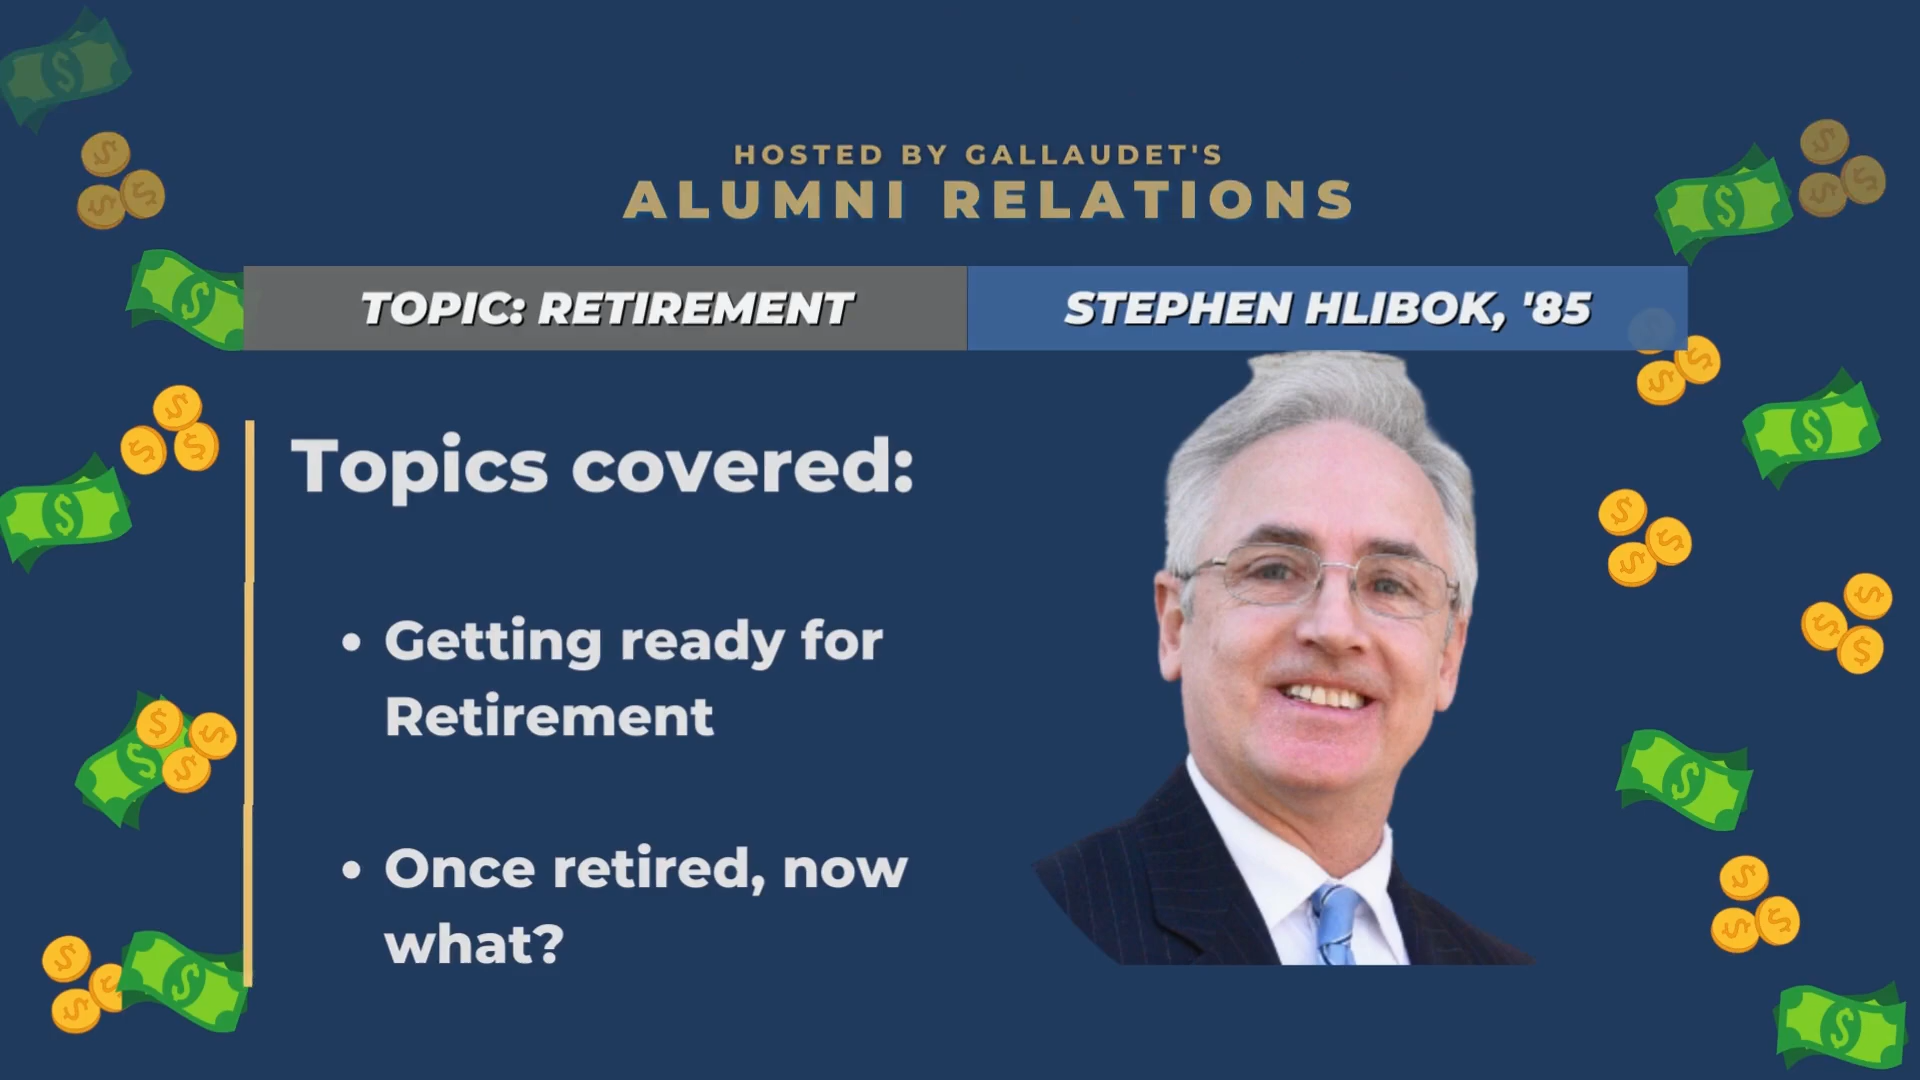 HOSTED BY GALLAUDET'S
ALUMNI RELATIONS
TOPIC: RETIREMENT
STEPHEN HLIBOK, '85
Topics covered:
• Getting ready for
Retirement
• Once retired, now
what?